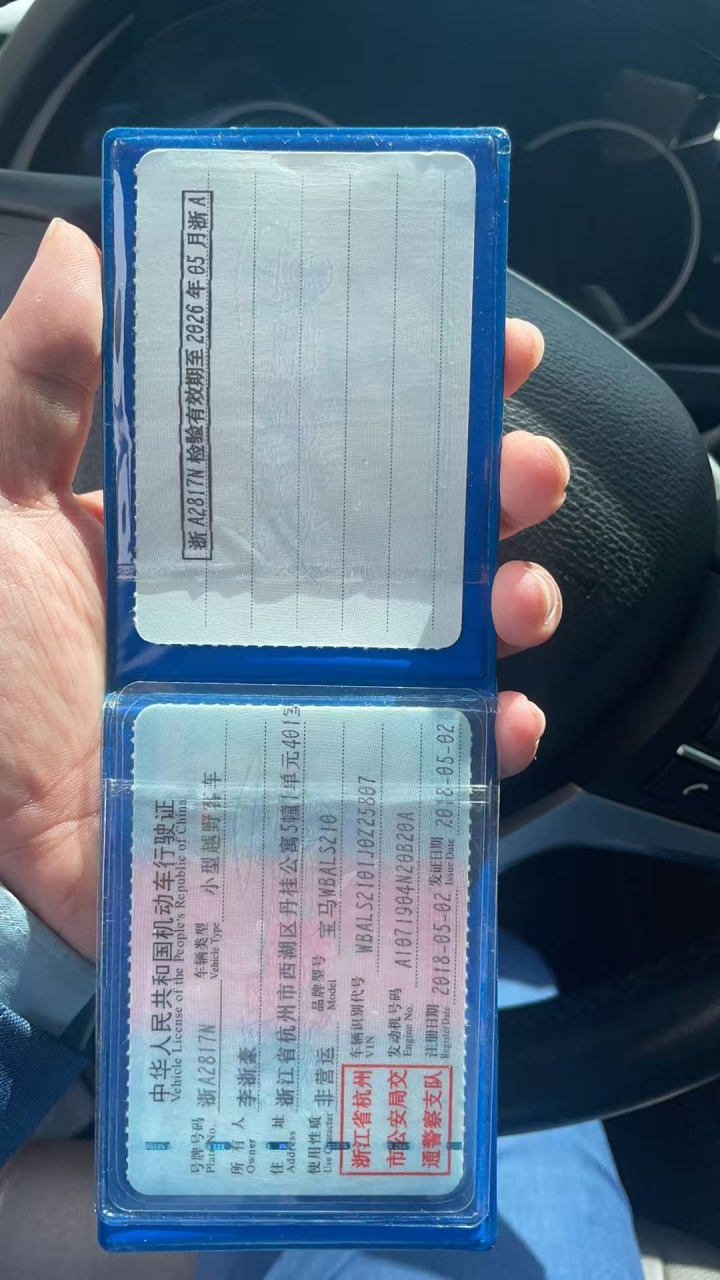 浙A2817N检验有效期至2026年05月浙A
中华人民共和国机动车行驶证
Vehicle License of the People's Republic of China
号牌号码 浙A2817N 车辆类型 小型越野客车
Plate No. Vehicle Type
所有人 李浙豪
Owner
住址 浙江省杭州市西湖区丹桂公寓5幢1单元401室
Address
使用性质 非营运 品牌型号 宝马WBALS210
Use Character Model
浙江省杭州
市公安局交
通警察支队
车辆识别代号 WBALS2101J0Z25807
VIN
发动机号码 A1071904N20B20A
Engine No.
注册日期 2018-05-02 发证日期 2018-05-02
Register Date Issue Date